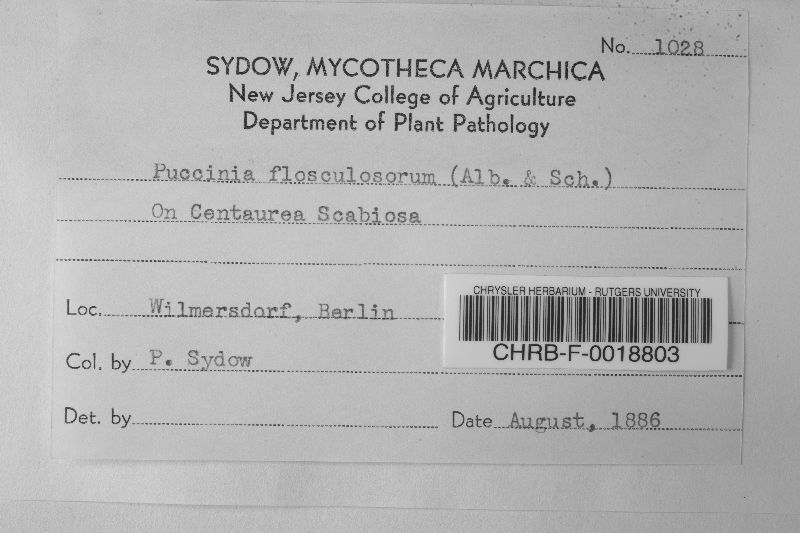 No. 1028
SYDOW, MYCOTHECA MARCHICA
New Jersey College of Agriculture
Department of Plant Pathology
Puccinia flosculosorum (Alb. & Sch.)
On Centaurea Scabiosa
Loc. Wilmersdorf, Berlin
CHRYSLER HERBARIUM - RUTGERS UNIVERSITY
CHRB-F-0018803
Col. by P. Sydow
Det. by
Date August, 1886